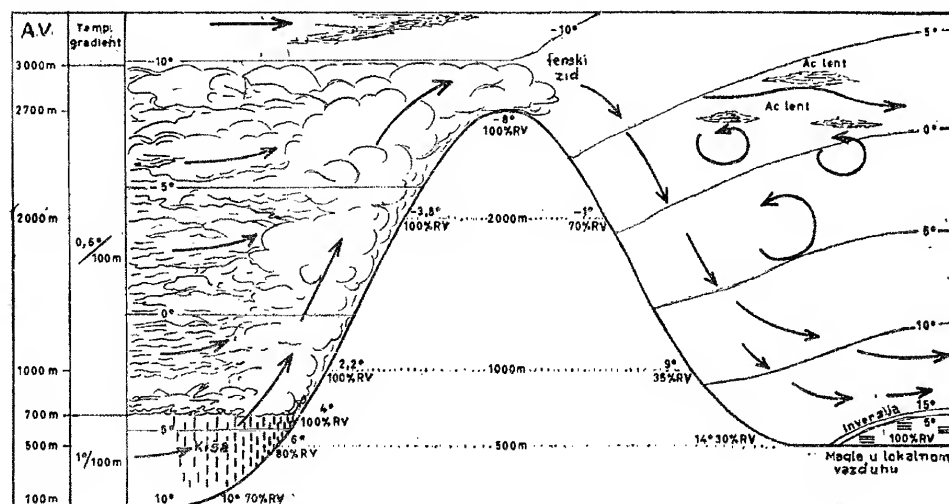 A.V.
Temp.
gradient
3000m
2700m
2000m
0,6°/100m
1000m
700m
500m
1°/100m
100m
-10°
-5°
0°
5°
kiša
10°
10° 70%RV
6°
80%RV
4°
100%RV
2,2°
100%RV
-3,8°
100%RV
-8°
100%RV
fenski
zid
-10°
2000m
1000m
500m
-1°
70%RV
9°
35%RV
14° 30%RV
Ac lent
Ac lent
5°
0°
5°
10°
15°
Inverzija
5°
100%RV
Magle u lokalnom
vazduhu